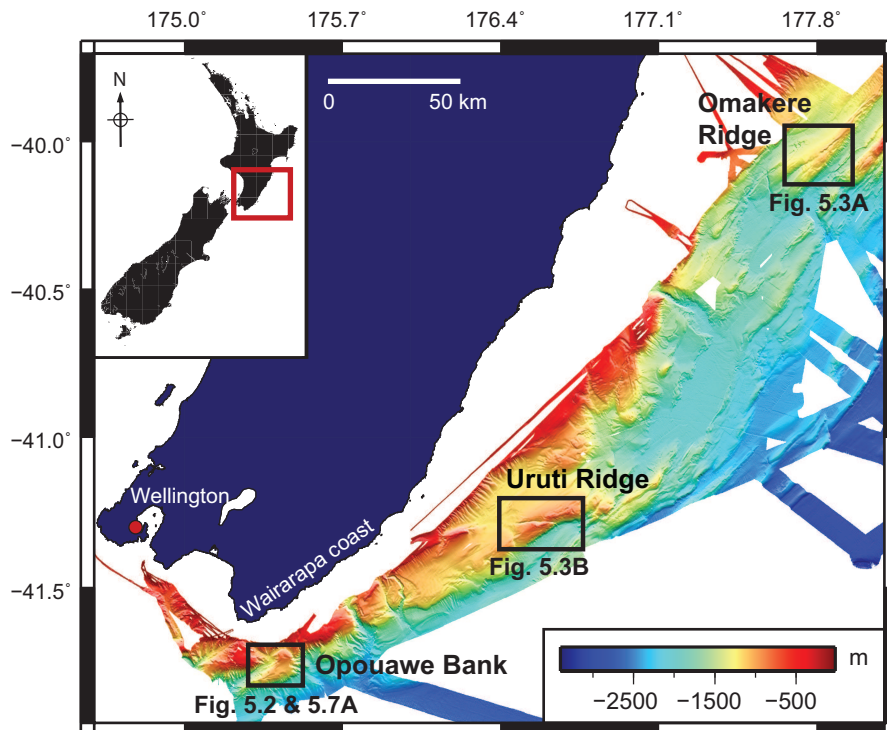 175.0˚ 175.7˚ 176.4˚ 177.1˚ 177.8˚
N
0 50 km
Omakere
Ridge
−40.0˚
Fig. 5.3A
−40.5˚
−41.0˚
Uruti Ridge
Wellington
Fig. 5.3B
Wairarapa coast
−41.5˚
Opouawe Bank
Fig. 5.2 & 5.7A
m
−2500 −1500 −500